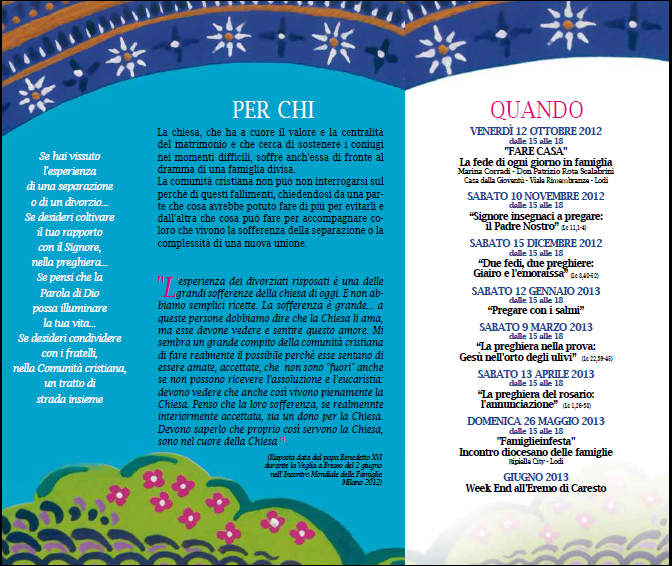 Se hai vissuto
l'esperienza
di una separazione
o di un divorzio...
Se desideri coltivare
il tuo rapporto
con il Signore,
nella preghiera...
Se pensi che la
Parola di Dio
possa illuminare
la tua vita...
Se desideri condividere
con i fratelli,
nella Comunità cristiana,
un tratto di
strada insieme
PER CHI
La chiesa, che ha a cuore il valore e la centralità
del matrimonio e che cerca di sostenere i coniugi
nei momenti difficili, soffre anch'essa di fronte al
dramma di una famiglia divisa.
La comunità cristiana non può non interrogarsi sul
perchè di questi fallimenti, chiedendosi da una par-
te che cosa avrebbe potuto fare di più per evitarli e
dall'altra che cosa può fare per accompagnare co-
loro che vivono la sofferenza della separazione o la
complessità di una nuova unione.
"L'esperienza dei divorziati risposati è una delle
grandi sofferenze della chiesa di oggi. E non ab-
biamo semplici ricette. La sofferenza è grande... a
queste persone dobbiamo dire che la Chiesa li ama,
ma esse devono vedere e sentire questo amore. Mi
sembra un grande compito della comunità cristiana
di fare realmente il possibile perchè esse sentano di
essere amate, accettate, che non sono "fuori" anche
se non possono ricevere l'assoluzione e l'eucaristia:
devono vedere che anche così vivono pienamente la
Chiesa. Penso che la loro sofferenza, se realmninte
interiormente accettata, sia un dono per la Chiesa.
Devono saperlo che proprio così servono la Chiesa,
sono nel cuore della Chiesa".
(Risposta data dal papa Benedetto XVI
durante la Veglia a Bresso del 2 giugno
nell'Incontro Mondiale delle Famiglie
Milano 2012)
QUANDO
VENERDÌ 12 OTTOBRE 2012
dalle 15 alle 18
"FARE CASA"
La fede di ogni giorno in famiglia
Marina Corradi - Don Patrizio Rota Scalabrini
Casa della Gioventù - Viale Rimembranze - Lodi
SABATO 10 NOVEMBRE 2012
dalle 15 alle 18
“Signore insegnaci a pregare:
il Padre Nostro” (Lc 11,1-4)
SABATO 15 DICEMBRE 2012
dalle 15 alle 18
“Due fedi, due preghiere:
Giairo e l'emoraissa” (Lc 8,40-52)
SABATO 12 GENNAIO 2013
dalle 15 alle 18
“Pregare con i salmi”
SABATO 9 MARZO 2013
dalle 15 alle 18
“La preghiera nella prova:
Gesù nell'orto degli ulivi” (Lc 22,39-46)
SABATO 13 APRILE 2013
dalle 15 alle 18
“La preghiera del rosario:
l'annunciazione” (Lc 1,26-38)
DOMENICA 26 MAGGIO 2013
dalle 15 alle 18
"Famiglieinfesta"
Incontro diocesano delle famiglie
City - Lodi
GIUGNO 2013
Week End all'Eremo di Caresto